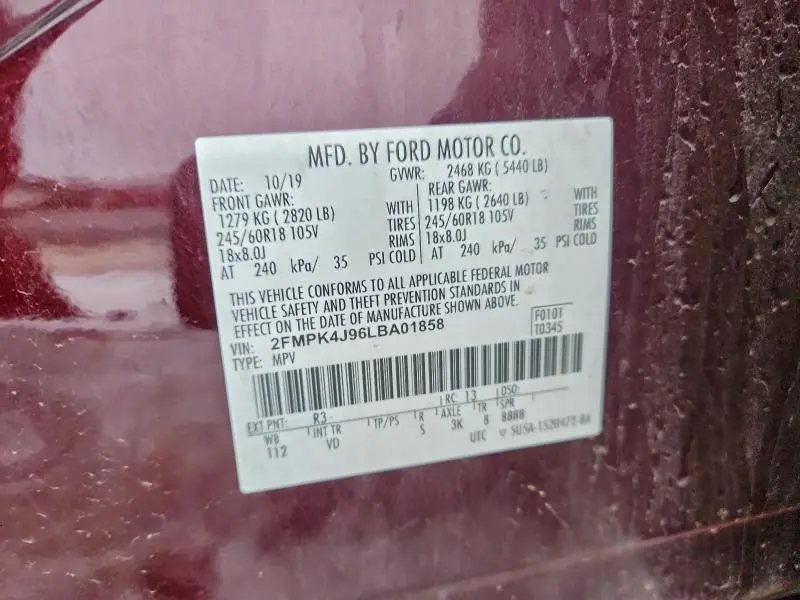 MFD. BY FORD MOTOR CO.
DATE: 10/19 GVWR: 2468 KG ( 5440 LB)
FRONT GAWR: REAR GAWR:
1279 KG ( 2820 LB) WITH 1198 KG ( 2640 LB) WITH
245/60R18 105V TIRES 245/60R18 105V TIRES
18x8.0J RIMS 18x8.0J RIMS
AT 240 kPa/ 35 PSI COLD AT 240 kPa/ 35 PSI COLD
THIS VEHICLE CONFORMS TO ALL APPLICABLE FEDERAL MOTOR
VEHICLE SAFETY AND THEFT PREVENTION STANDARDS IN
EFFECT ON THE DATE OF MANUFACTURE SHOWN ABOVE.
VIN: 2FMPK4J96LBA01858 F0101
TYPE: MPV T0345
EXT PNT: R3 RC: 13 DSO:
WB INT TR TP/PS R AXLE TR SPR
112 VD S 3K 8 8888
UTC